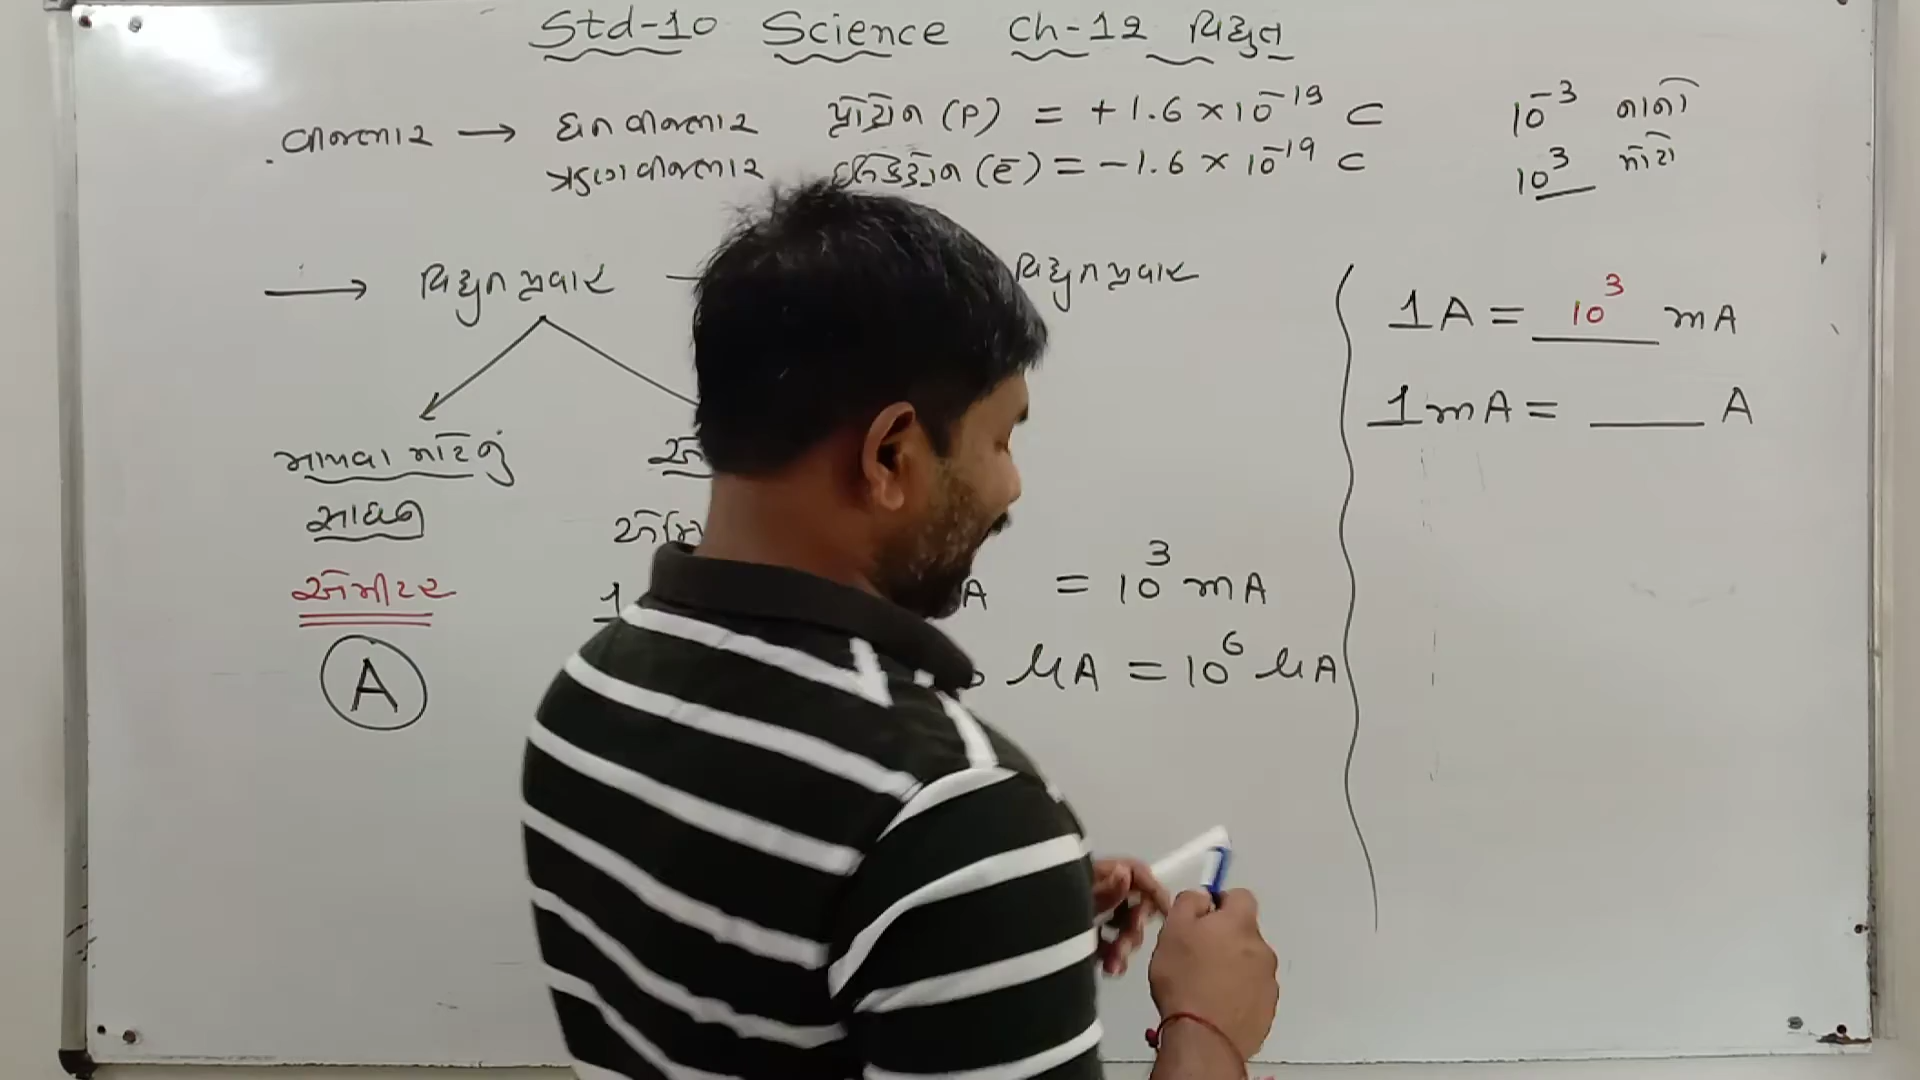 Std-10 Science Ch-12 વિદ્યુત
વીજભાર → ધન વીજભાર પ્રોટોન (P) = + 1.6 × 10⁻¹⁹ C
ઋણ વીજભાર (e̅) = − 1.6 × 10⁻¹⁹ C
10⁻³ નાનો
10³ મોટો
→ વિદ્યુતપ્રવાહ વિદ્યુતપ્રવાહ
માપવા માટેનું
સાધન
એમીટર
A
1 A = 10³ mA
μA = 10⁶ μA
1A = 10³ mA
1mA = ____ A